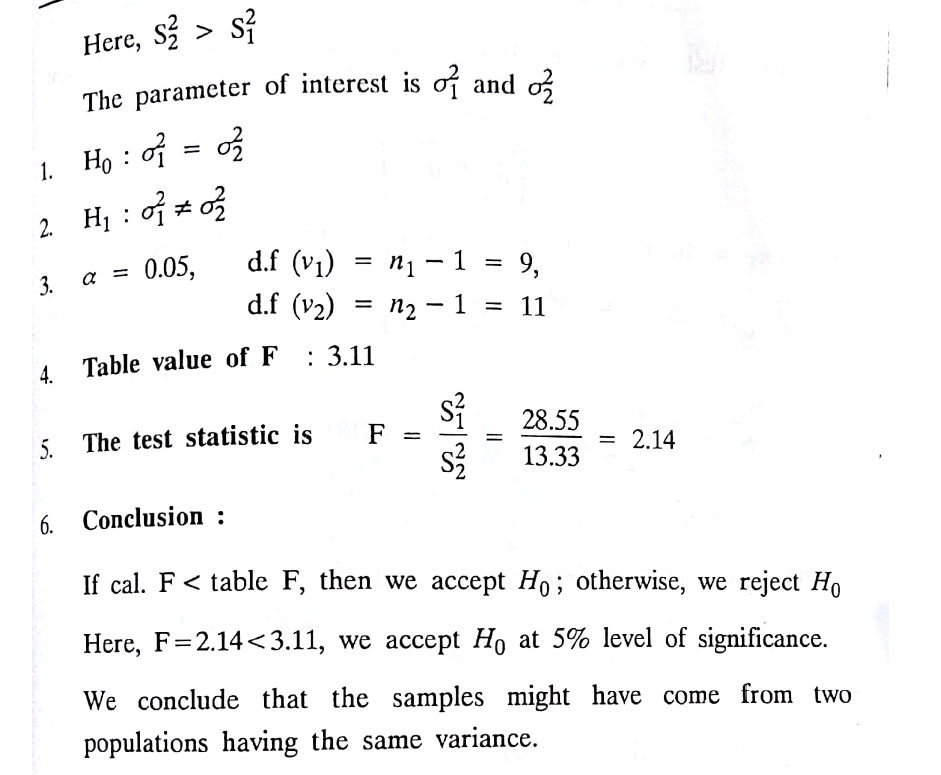 Here, S₂² > S₁²
The parameter of interest is σ₁² and σ₂²
1. H₀ : σ₁² = σ₂²
2. H₁ : σ₁² ≠ σ₂²
3. α = 0.05, d.f (v₁) = n₁ − 1 = 9,
d.f (v₂) = n₂ − 1 = 11
4. Table value of F : 3.11
5. The test statistic is F = S₁²/S₂² = 28.55/13.33 = 2.14
6. Conclusion :
If cal. F < table F, then we accept H₀ ; otherwise, we reject H₀
Here, F=2.14<3.11, we accept H₀ at 5% level of significance.
We conclude that the samples might have come from two
populations having the same variance.